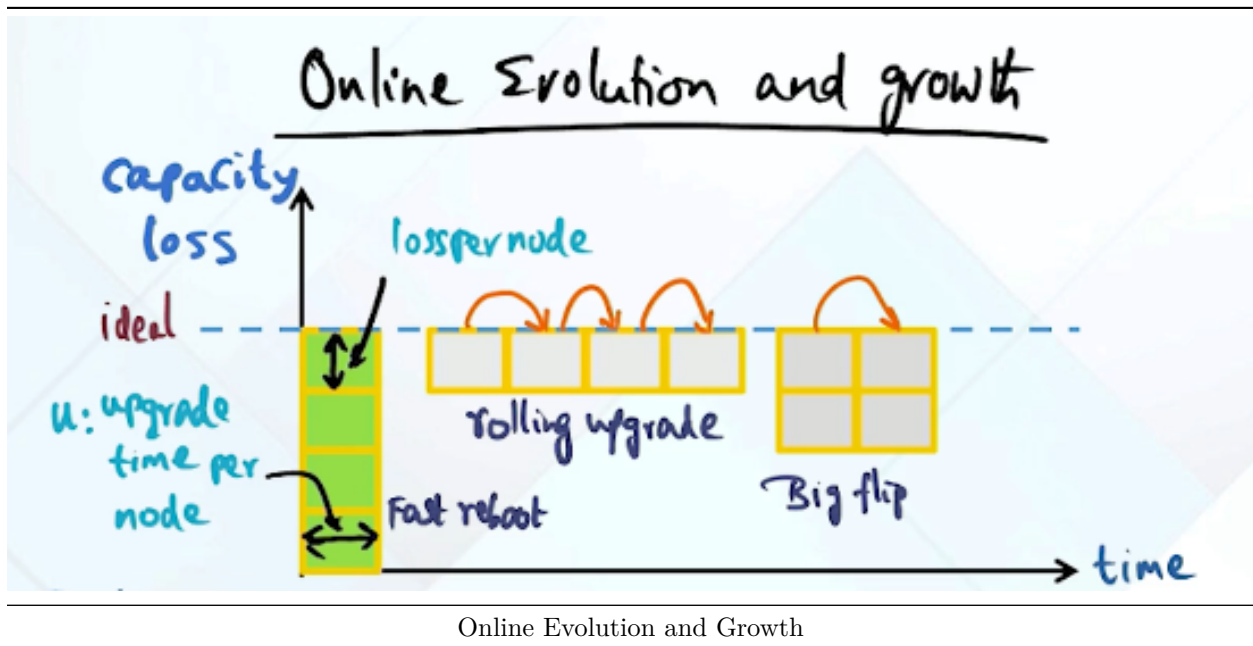 Online Evolution and growth
capacity
loss
losspernode
ideal
u: upgrade
time per
node
rolling upgrade
Fast reboot
Big flip
time
Online Evolution and Growth